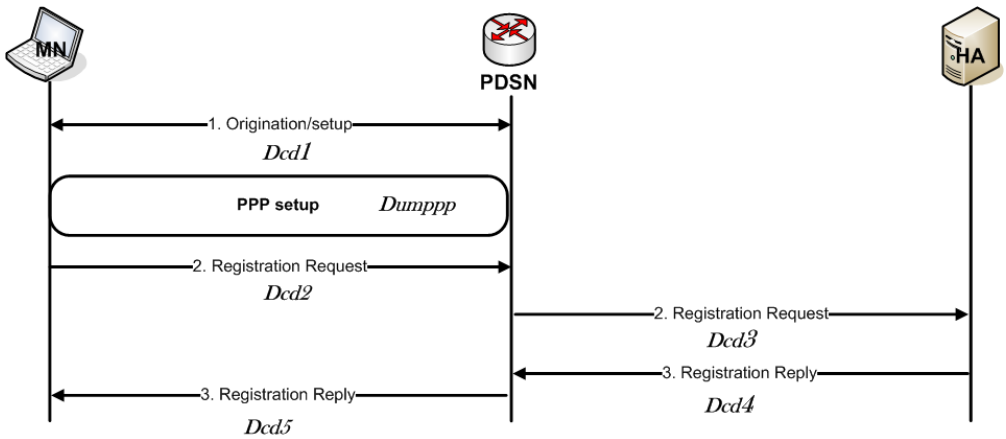 MN
HA
PDSN
1. Origination/setup
Dcd1
PPP setup Dumppp
2. Registration Request
Dcd2
2. Registration Request
Dcd3
3. Registration Reply
Dcd4
3. Registration Reply
Dcd5